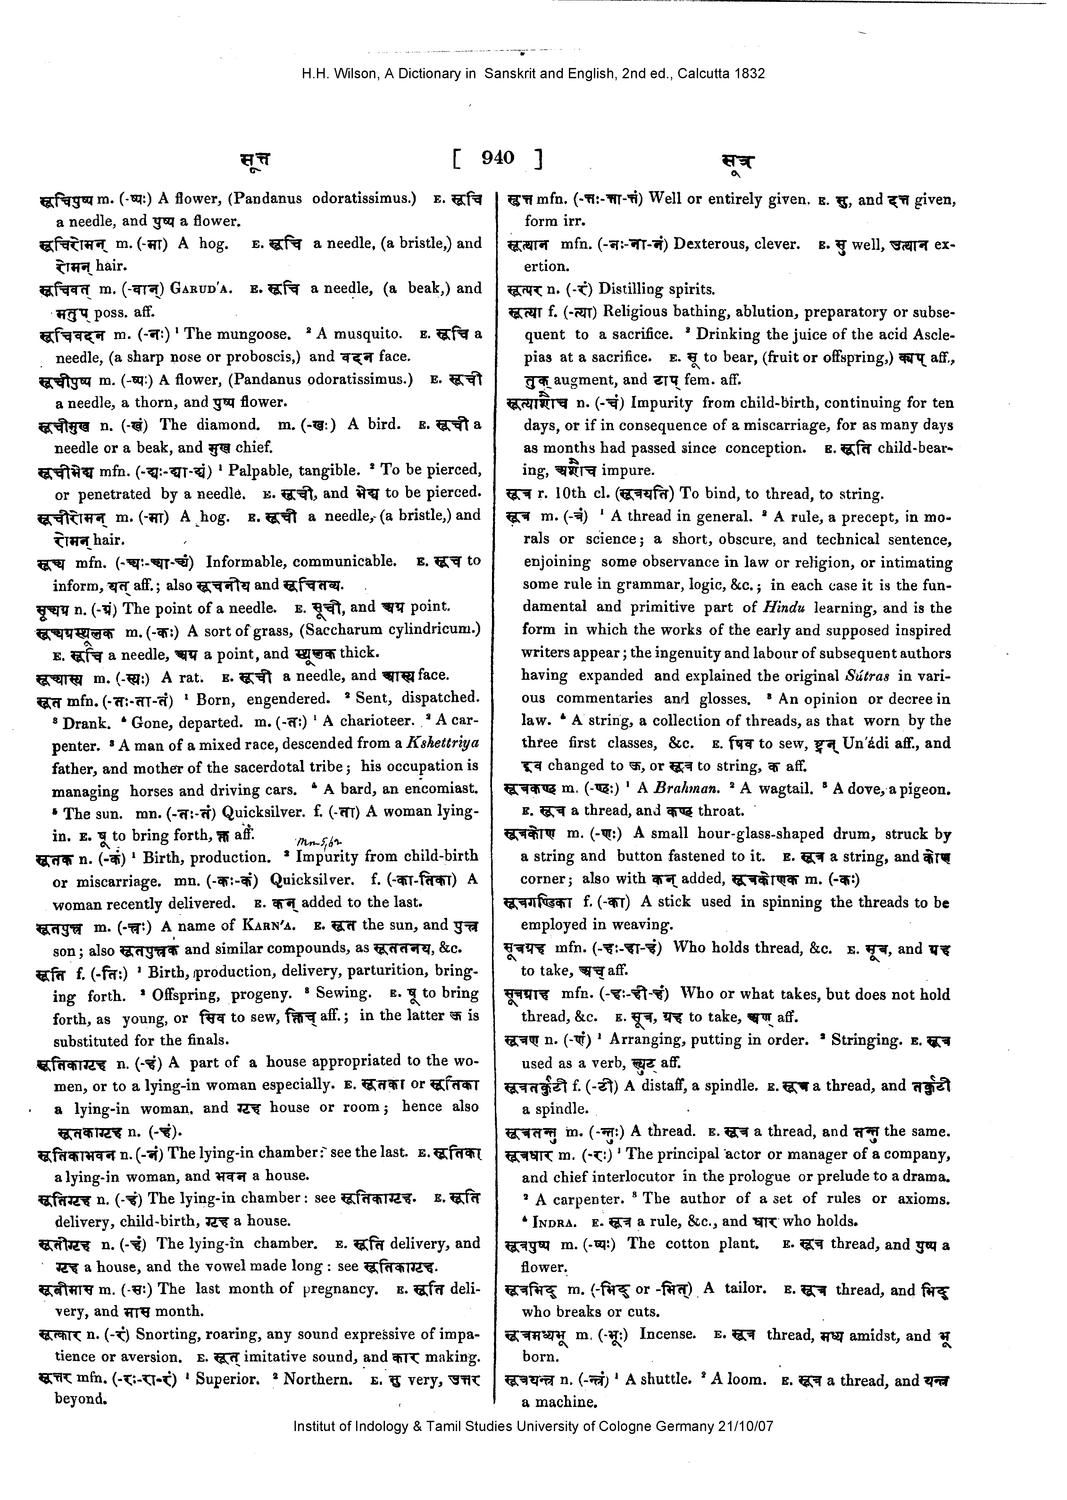 H.H. Wilson, A Dictionary in Sanskrit and English, 2nd ed., Calcutta 1832
सूत्त [ 940 ] सूत्र
सूचिपुष्प m. (-ष्पः) A flower, (Pandanus odoratissimus.) E. सूचि
a needle, and पुष्प a flower.
सूचिरोमन् m. (-मा) A hog. E. सूचि a needle, (a bristle,) and
रोमन् hair.
सूचिवत् m. (-वान्) GARUD'A. E. सूचि a needle, (a beak,) and
मतुप् poss. aff.
सूचिवदन m. (-नः) ¹ The mungoose. ² A musquito. E. सूचि a
needle, (a sharp nose or proboscis,) and वदन face.
सूचीपुष्प m. (-ष्पः) A flower, (Pandanus odoratissimus.) E. सूची
a needle, a thorn, and पुष्प flower.
सूचीमुख n. (-खं) The diamond. m. (-खः) A bird. E. सूची a
needle or a beak, and मुख chief.
सूचीभेद्य mfn. (-द्यः-द्या-द्यं) ¹ Palpable, tangible. ² To be pierced,
or penetrated by a needle. E. सूची, and भेद्य to be pierced.
सूचीरोमन् m. (-मा) A hog. E. सूची a needle, (a bristle,) and
रोमन् hair.
सूच्य mfn. (-च्यः-च्या-च्यं) Informable, communicable. E. सूच to
inform, यत् aff.; also सूचनीय and सूचितव्य.
सूच्यग्र n. (-ग्रं) The point of a needle. E. सूची, and अग्र point.
सूच्यग्रस्थूलक m. (-कः) A sort of grass, (Saccharum cylindricum.)
E. सूचि a needle, अग्र a point, and स्थूलक thick.
सूच्यास्य m. (-स्यः) A rat. E. सूची a needle, and आस्य face.
सूत mfn. (-तः-ता-तं) ¹ Born, engendered. ² Sent, dispatched.
³ Drank. ⁴ Gone, departed. m. (-तः) ¹ A charioteer. ² A car-
penter. ³ A man of a mixed race, descended from a Kshettriya
father, and mother of the sacerdotal tribe; his occupation is
managing horses and driving cars. ⁴ A bard, an encomiast.
⁵ The sun. mn. (-तः-तं) Quicksilver. f. (-ता) A woman lying-
in. E. षू to bring forth, क्त aff.
सूतक n. (-कं) ¹ Birth, production. ² Impurity from child-birth
or miscarriage. mn. (-कः-कं) Quicksilver. f. (-का-तिका) A
woman recently delivered. E. कन् added to the last.
सूतपुत्त्र m. (-त्त्रः) A name of KARN'A. E. सूत the sun, and पुत्त्र
son; also सूतपुत्त्रक and similar compounds, as सूततनय, &c.
सूति f. (-तिः) ¹ Birth, production, delivery, parturition, bring-
ing forth. ² Offspring, progeny. ³ Sewing. E. षू to bring
forth, as young, or सिव to sew, क्तिच् aff.; in the latter ऊ is
substituted for the finals.
सूतिकागृह n. (-हं) A part of a house appropriated to the wo-
men, or to a lying-in woman especially. E. सूतका or सूतिका
a lying-in woman, and गृह house or room; hence also
सूतकागृह n. (-हं).
सूतिकाभवन n. (-नं) The lying-in chamber: see the last. E. सूतिका
a lying-in woman, and भवन a house.
सूतिगृह n. (-हं) The lying-in chamber: see सूतिकागृह. E. सूति
delivery, child-birth, गृह a house.
सूतीगृह n. (-हं) The lying-in chamber. E. सूति delivery, and
गृह a house, and the vowel made long: see सूतिकागृह.
सूतीमास m. (-सः) The last month of pregnancy. E. सूति deli-
very, and मास month.
सूत्कार n. (-रं) Snorting, roaring, any sound expressive of impa-
tience or aversion. E. सूत् imitative sound, and कार making.
सूत्तर mfn. (-रः-रा-रं) ¹ Superior. ² Northern. E. सु very, उत्तर
beyond.
सूत्त mfn. (-त्तः-त्ता-त्तं) Well or entirely given. E. सु, and दत्त given,
form irr.
सूत्थान mfn. (-नः-ना-नं) Dexterous, clever. E. सु well, उत्थान ex-
ertion.
सूत्पर n. (-रं) Distilling spirits.
सूत्या f. (-त्या) Religious bathing, ablution, preparatory or subse-
quent to a sacrifice. ² Drinking the juice of the acid Ascle-
pias at a sacrifice. E. सू to bear, (fruit or offspring,) क्यप् aff.,
तुक् augment, and टाप् fem. aff.
सूत्याशौच n. (-चं) Impurity from child-birth, continuing for ten
days, or if in consequence of a miscarriage, for as many days
as months had passed since conception. E. सूति child-bear-
ing, अशौच impure.
सूत्र r. 10th cl. (सूत्रयति) To bind, to thread, to string.
सूत्र m. (-त्रं) ¹ A thread in general. ² A rule, a precept, in mo-
rals or science; a short, obscure, and technical sentence,
enjoining some observance in law or religion, or intimating
some rule in grammar, logic, &c.; in each case it is the fun-
damental and primitive part of Hindu learning, and is the
form in which the works of the early and supposed inspired
writers appear; the ingenuity and labour of subsequent authors
having expanded and explained the original Sútras in vari-
ous commentaries and glosses. ³ An opinion or decree in
law. ⁴ A string, a collection of threads, as that worn by the
three first classes, &c. E. षिव to sew, ष्ट्रन् Un'ádi aff., and
इव changed to ऊ, or सूत्र to string, क aff.
सूत्रकण्ठ m. (-ण्ठः) ¹ A Brahman. ² A wagtail. ³ A dove, a pigeon.
E. सूत्र a thread, and कण्ठ throat.
सूत्रकोण m. (-णः) A small hour-glass-shaped drum, struck by
a string and button fastened to it. E. सूत्र a string, and कोण
corner; also with कन् added, सूत्रकोणक m. (-कः)
सूत्रगण्डिका f. (-का) A stick used in spinning the threads to be
employed in weaving.
सूत्रग्रह mfn. (-हः-हा-हं) Who holds thread, &c. E. सूत्र, and ग्रह
to take, अच् aff.
सूत्रग्राह mfn. (-हः-ही-हं) Who or what takes, but does not hold
thread, &c. E. सूत्र, ग्रह to take, अण् aff.
सूत्रण n. (-णं) ¹ Arranging, putting in order. ² Stringing. E. सूत्र
used as a verb, ल्युट् aff.
सूत्रतर्कुटी f. (-टी) A distaff, a spindle. E. सूत्र a thread, and तर्कुटी
a spindle.
सूत्रतन्तु m. (-न्तुः) A thread. E. सूत्र a thread, and तन्तु the same.
सूत्रधार m. (-रः) ¹ The principal actor or manager of a company,
and chief interlocutor in the prologue or prelude to a drama.
² A carpenter. ³ The author of a set of rules or axioms.
⁴ INDRA. E. सूत्र a rule, &c., and धार who holds.
सूत्रपुष्प m. (-ष्पः) The cotton plant. E. सूत्र thread, and पुष्प a
flower.
सूत्रभिद् m. (-भिद् or -भित्) A tailor. E. सूत्र thread, and भिद्
who breaks or cuts.
सूत्रमध्यभू m. (-भूः) Incense. E. सूत्र thread, मध्य amidst, and भू
born.
सूत्रयन्त्र n. (-न्त्रं) ¹ A shuttle. ² A loom. E. सूत्र a thread, and यन्त्र
a machine.
Institut of Indology & Tamil Studies University of Cologne Germany 21/10/07